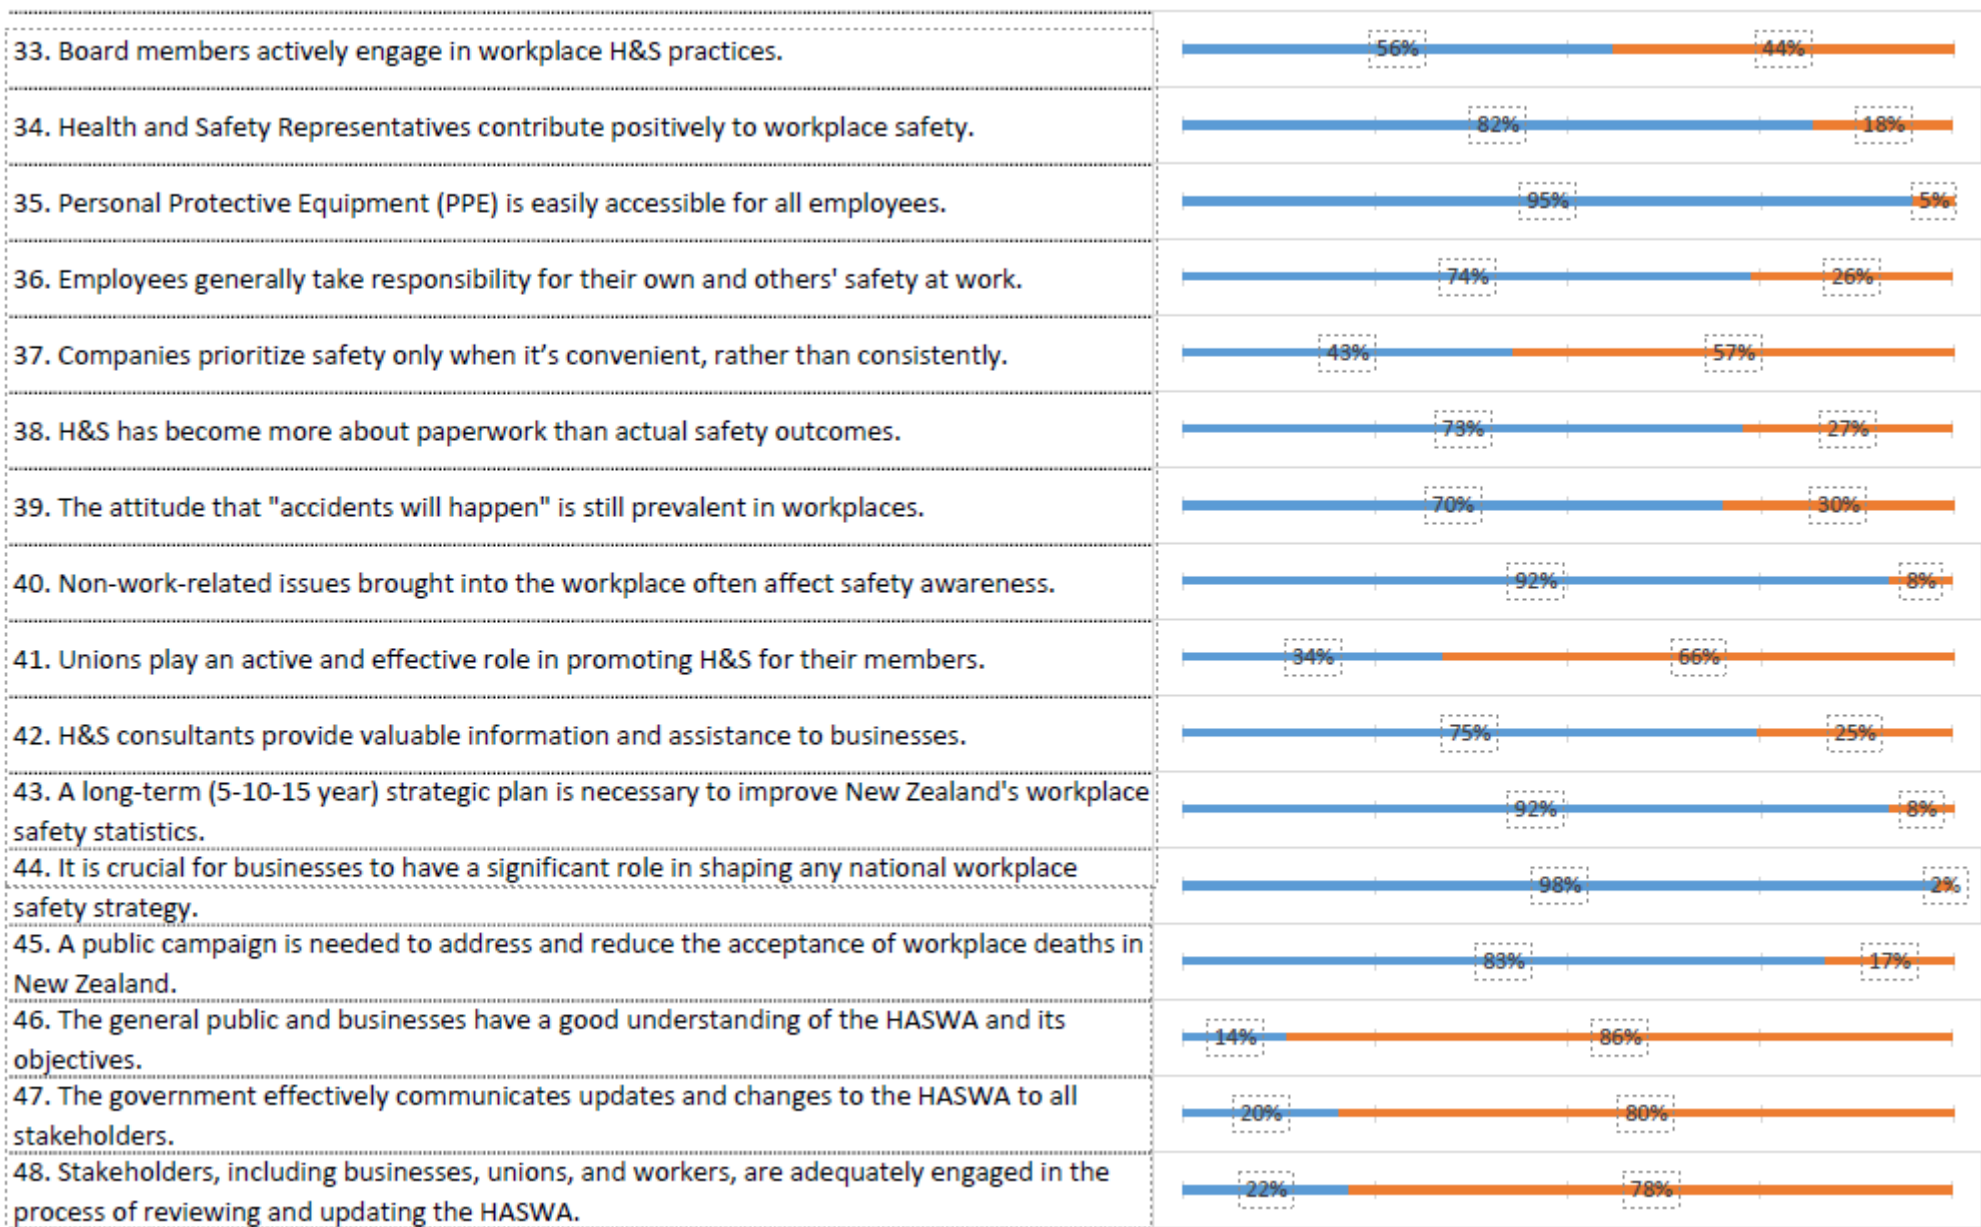 33. Board members actively engage in workplace H&S practices.
56% 44%
34. Health and Safety Representatives contribute positively to workplace safety.
82% 18%
35. Personal Protective Equipment (PPE) is easily accessible for all employees.
95% 5%
36. Employees generally take responsibility for their own and others' safety at work.
74% 26%
37. Companies prioritize safety only when it’s convenient, rather than consistently.
43% 57%
38. H&S has become more about paperwork than actual safety outcomes.
73% 27%
39. The attitude that "accidents will happen" is still prevalent in workplaces.
70% 30%
40. Non-work-related issues brought into the workplace often affect safety awareness.
92% 8%
41. Unions play an active and effective role in promoting H&S for their members.
34% 66%
42. H&S consultants provide valuable information and assistance to businesses.
75% 25%
43. A long-term (5-10-15 year) strategic plan is necessary to improve New Zealand's workplace
safety statistics.
92% 8%
44. It is crucial for businesses to have a significant role in shaping any national workplace
safety strategy.
98% 2%
45. A public campaign is needed to address and reduce the acceptance of workplace deaths in
New Zealand.
83% 17%
46. The general public and businesses have a good understanding of the HASWA and its
objectives.
14% 86%
47. The government effectively communicates updates and changes to the HASWA to all
stakeholders.
20% 80%
48. Stakeholders, including businesses, unions, and workers, are adequately engaged in the
process of reviewing and updating the HASWA.
22% 78%